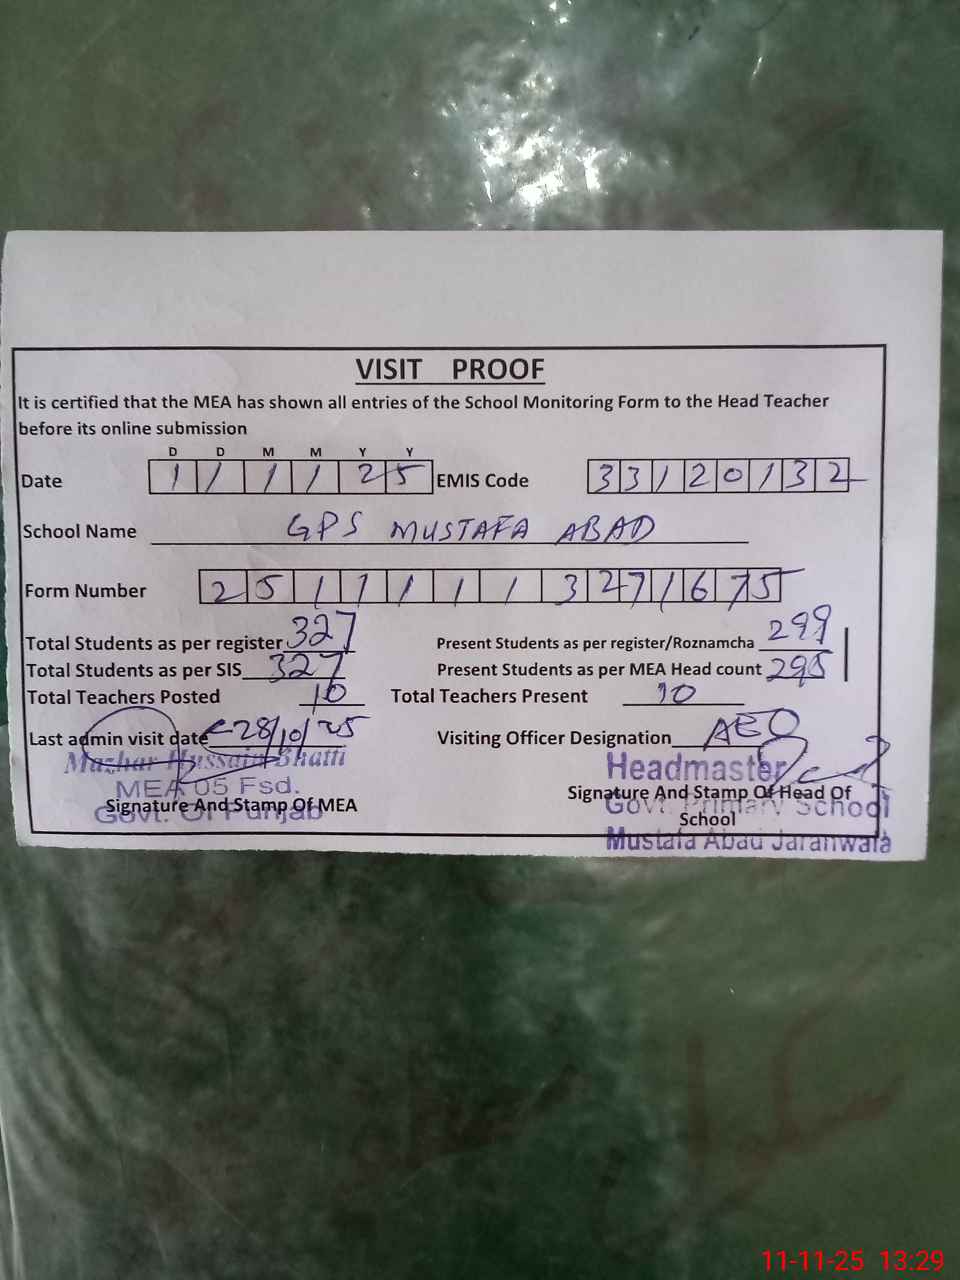 VISIT PROOF
It is certified that the MEA has shown all entries of the School Monitoring Form to the Head Teacher
before its online submission
D D M M Y Y
Date 1 1 1 1 2 5 EMIS Code 3 3 1 2 0 1 3 2
School Name GPS MUSTAFA ABAD
Form Number 2 5 1 1 1 1 1 3 2 7 1 6 7 5
Total Students as per register 327 Present Students as per register/Roznamcha 299
Total Students as per SIS 327 Present Students as per MEA Head count 295
Total Teachers Posted 10 Total Teachers Present 10
Last admin visit date 28/10/25 Visiting Officer Designation AEO
Mazhar Hussain Bhatti Headmaster
MEA 05 Fsd. Signature And Stamp Of Head Of
Signature And Stamp Of MEA Govt. Primary School
Govt. Of Punjab School
Mustafa Abad Jaranwala
11-11-25 13:29